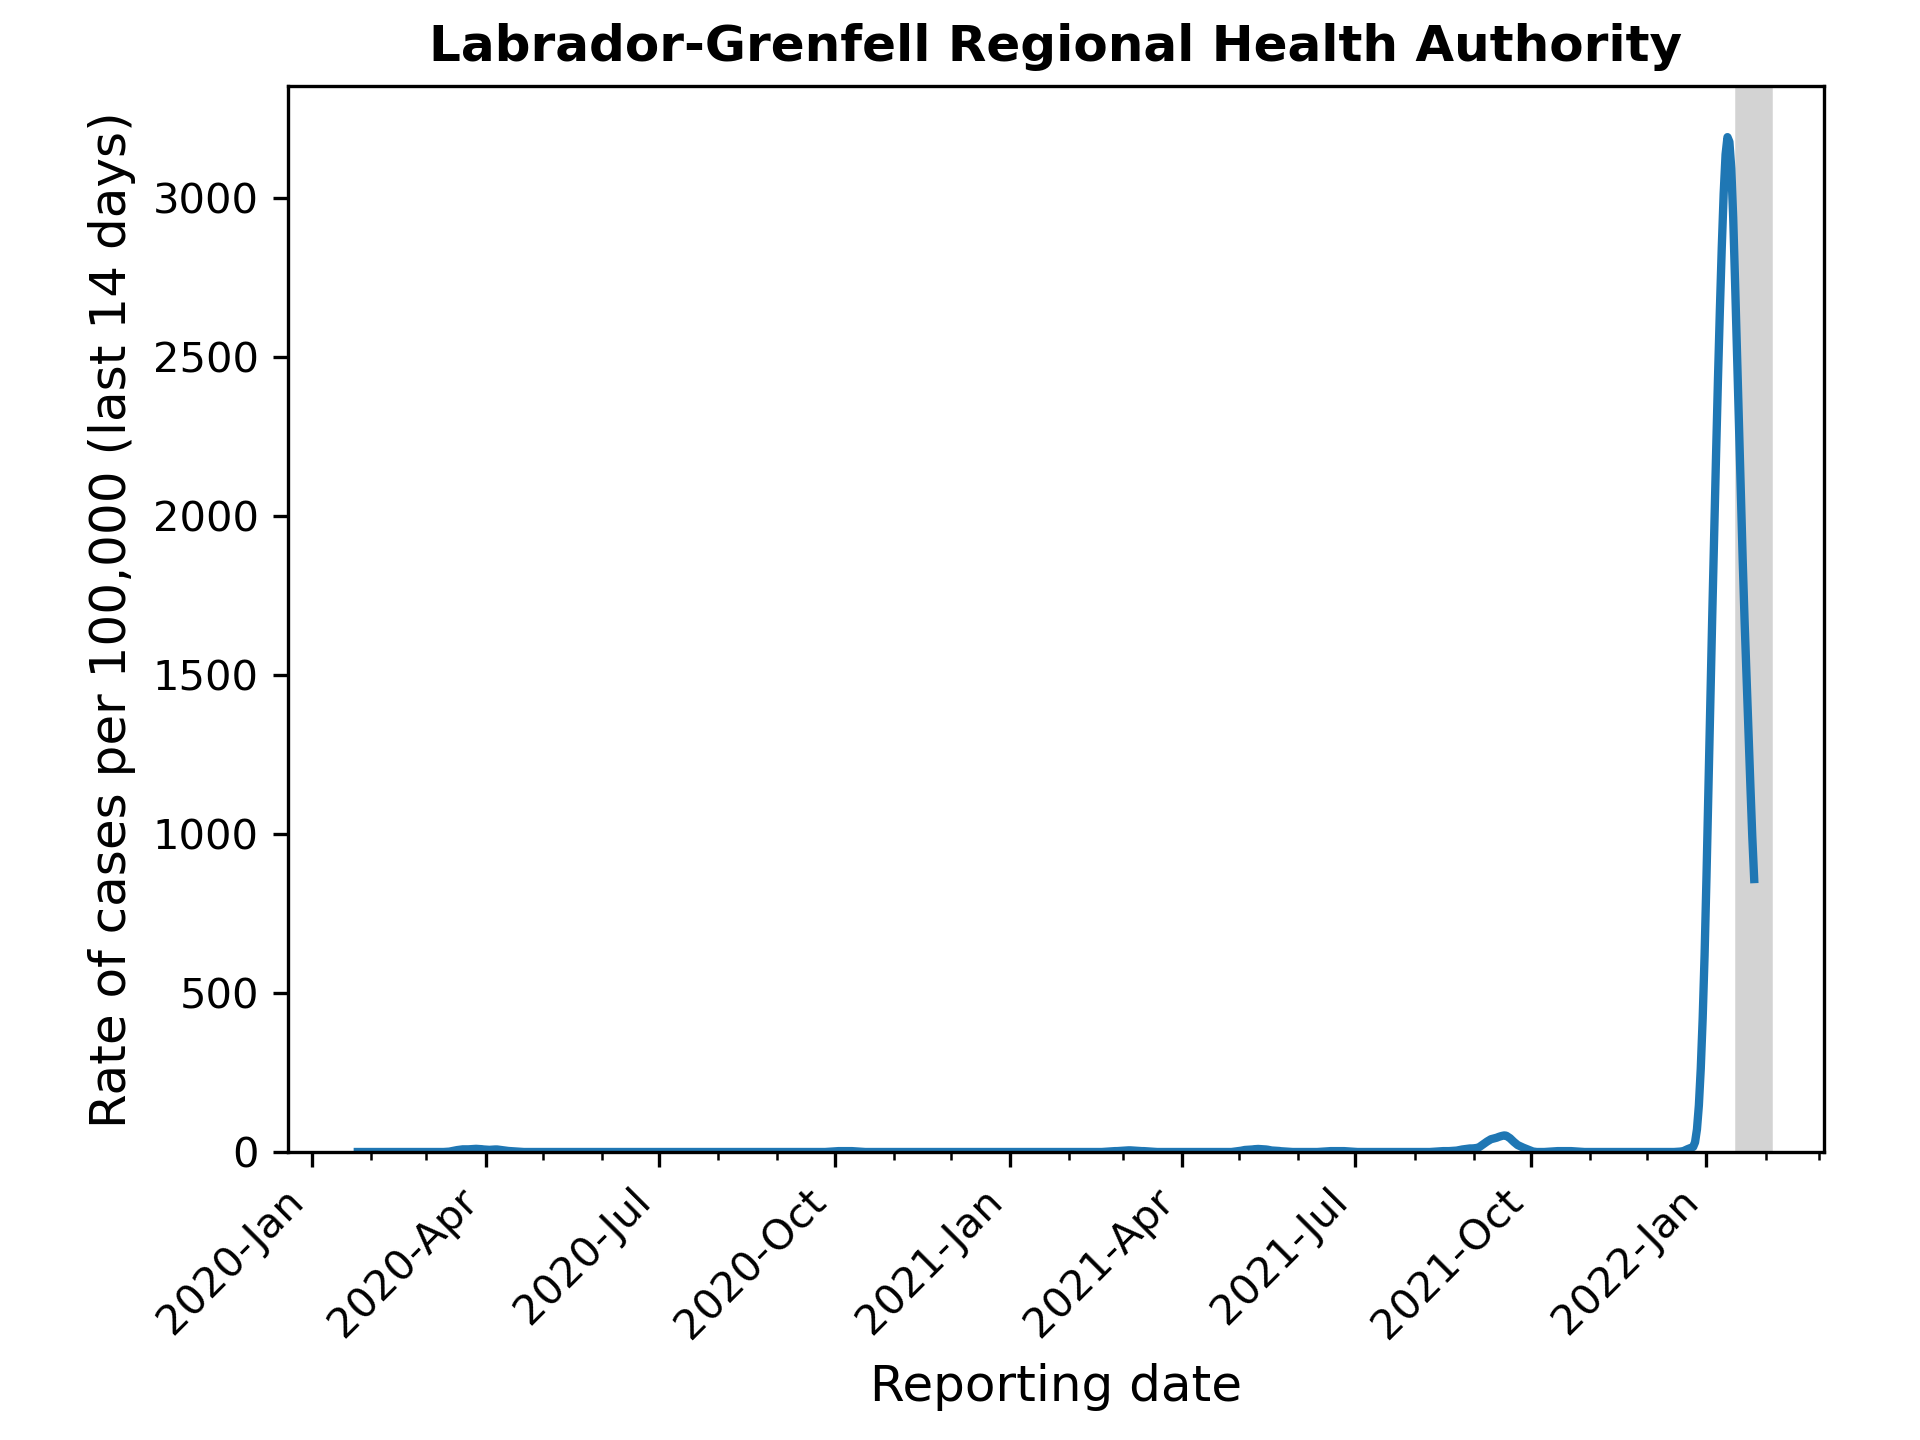 Labrador-Grenfell Regional Health Authority
Rate of cases per 100,000 (last 14 days)
3000
2500
2000
1500
1000
500
0
2020-Jan
2020-Apr
2020-Jul
2020-Oct
2021-Jan
2021-Apr
2021-Jul
2021-Oct
2022-Jan
Reporting date